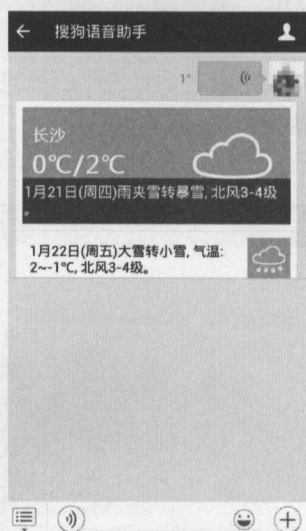 搜狗语音助手
1"
长沙
0℃/2℃
1月21日(周四)雨夹雪转暴雪, 北风3-4级
。
1月22日(周五)大雪转小雪, 气温:
2~-1℃, 北风3-4级。